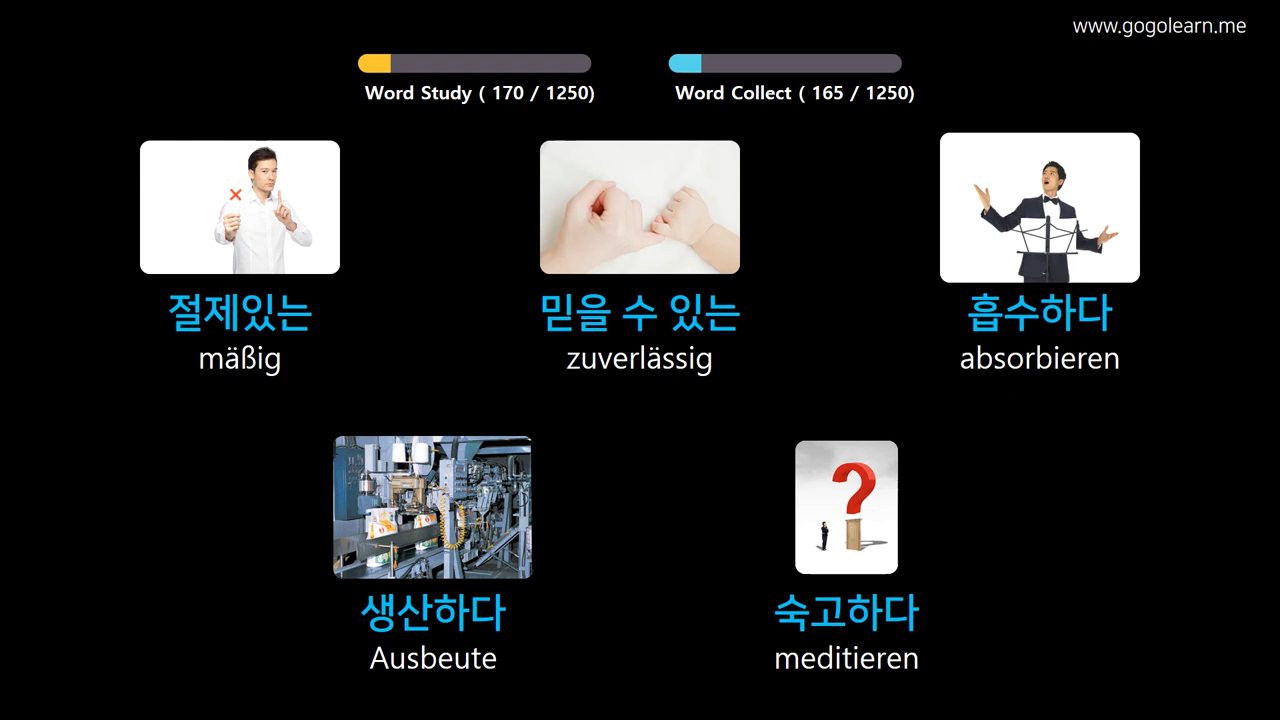 www.gogolearn.me
Word Study ( 170 / 1250)
Word Collect ( 165 / 1250)
절제있는
mäßig
믿을 수 있는
zuverlässig
흡수하다
absorbieren
생산하다
Ausbeute
숙고하다
meditieren